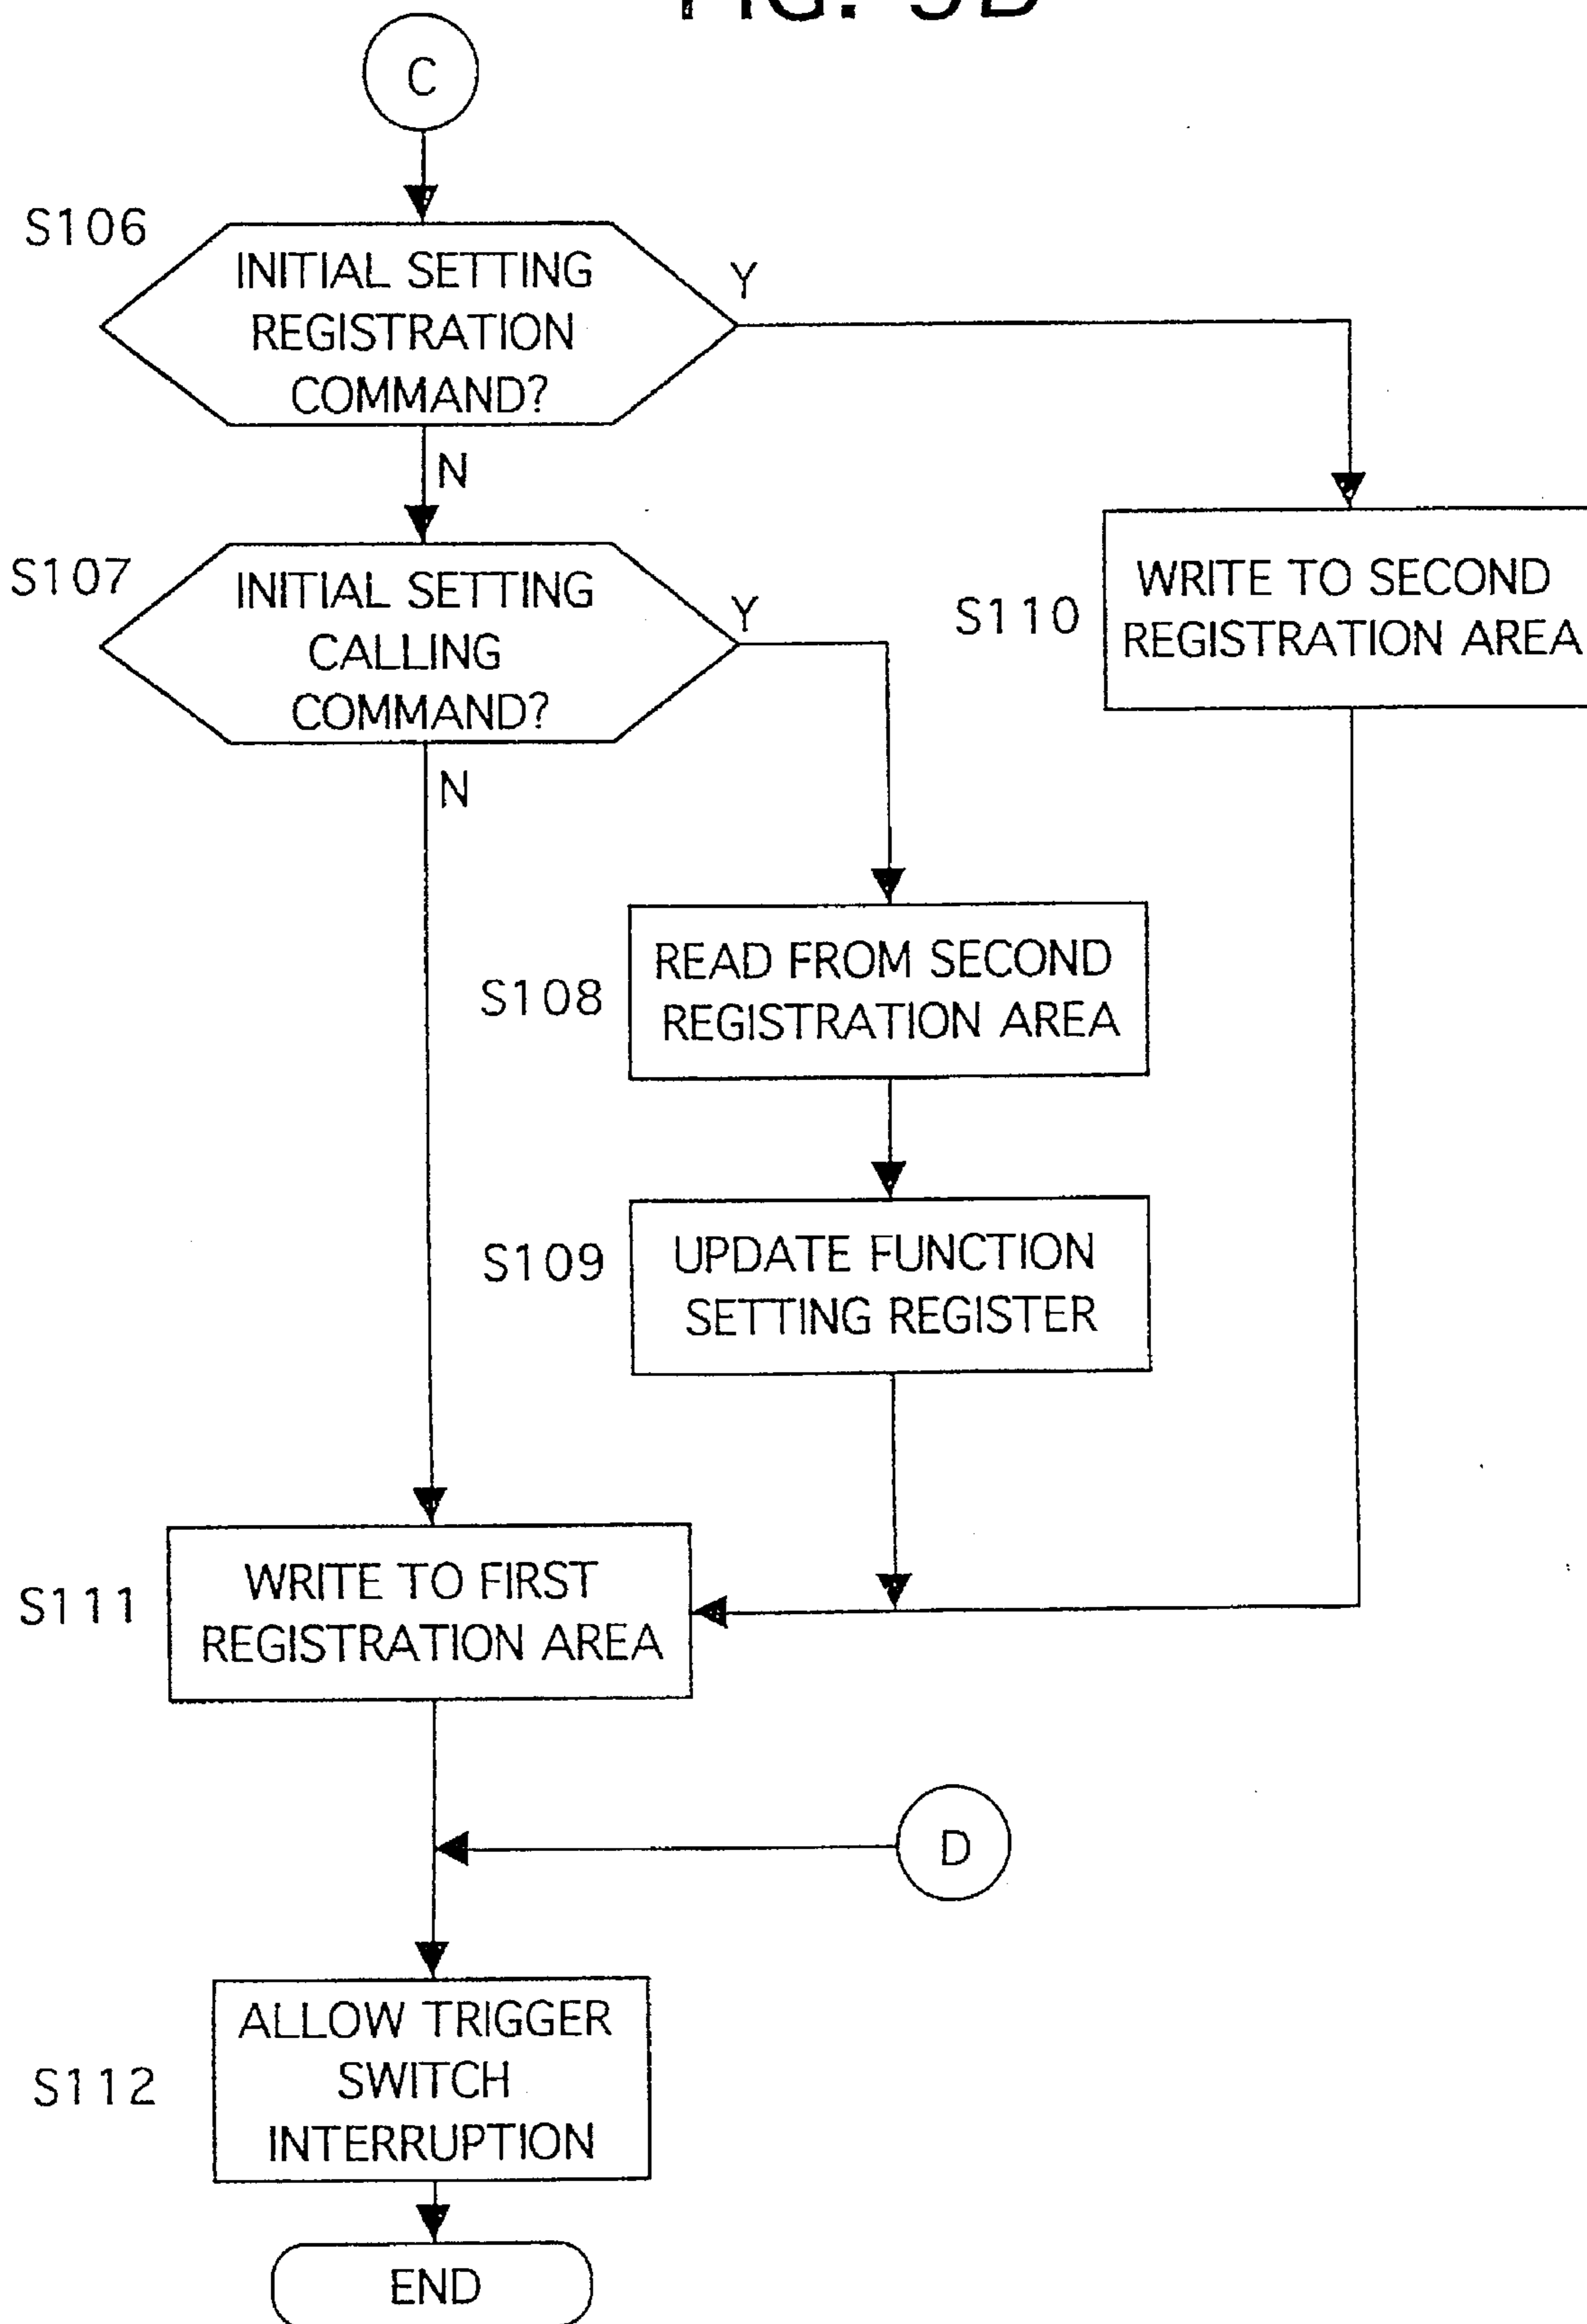 C
S106
INITIAL SETTING
REGISTRATION
COMMAND?
Y
N
S107
INITIAL SETTING
CALLING
COMMAND?
Y
N
S110
WRITE TO SECOND
REGISTRATION AREA
S108
READ FROM SECOND
REGISTRATION AREA
S109
UPDATE FUNCTION
SETTING REGISTER
S111
WRITE TO FIRST
REGISTRATION AREA
D
S112
ALLOW TRIGGER
SWITCH
INTERRUPTION
END